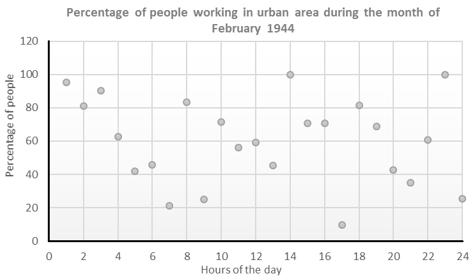 Percentage of people working in urban area during the month of
February 1944
120
100
80
60
40
20
0
Percentage of people
0 2 4 6 8 10 12 14 16 18 20 22 24
Hours of the day